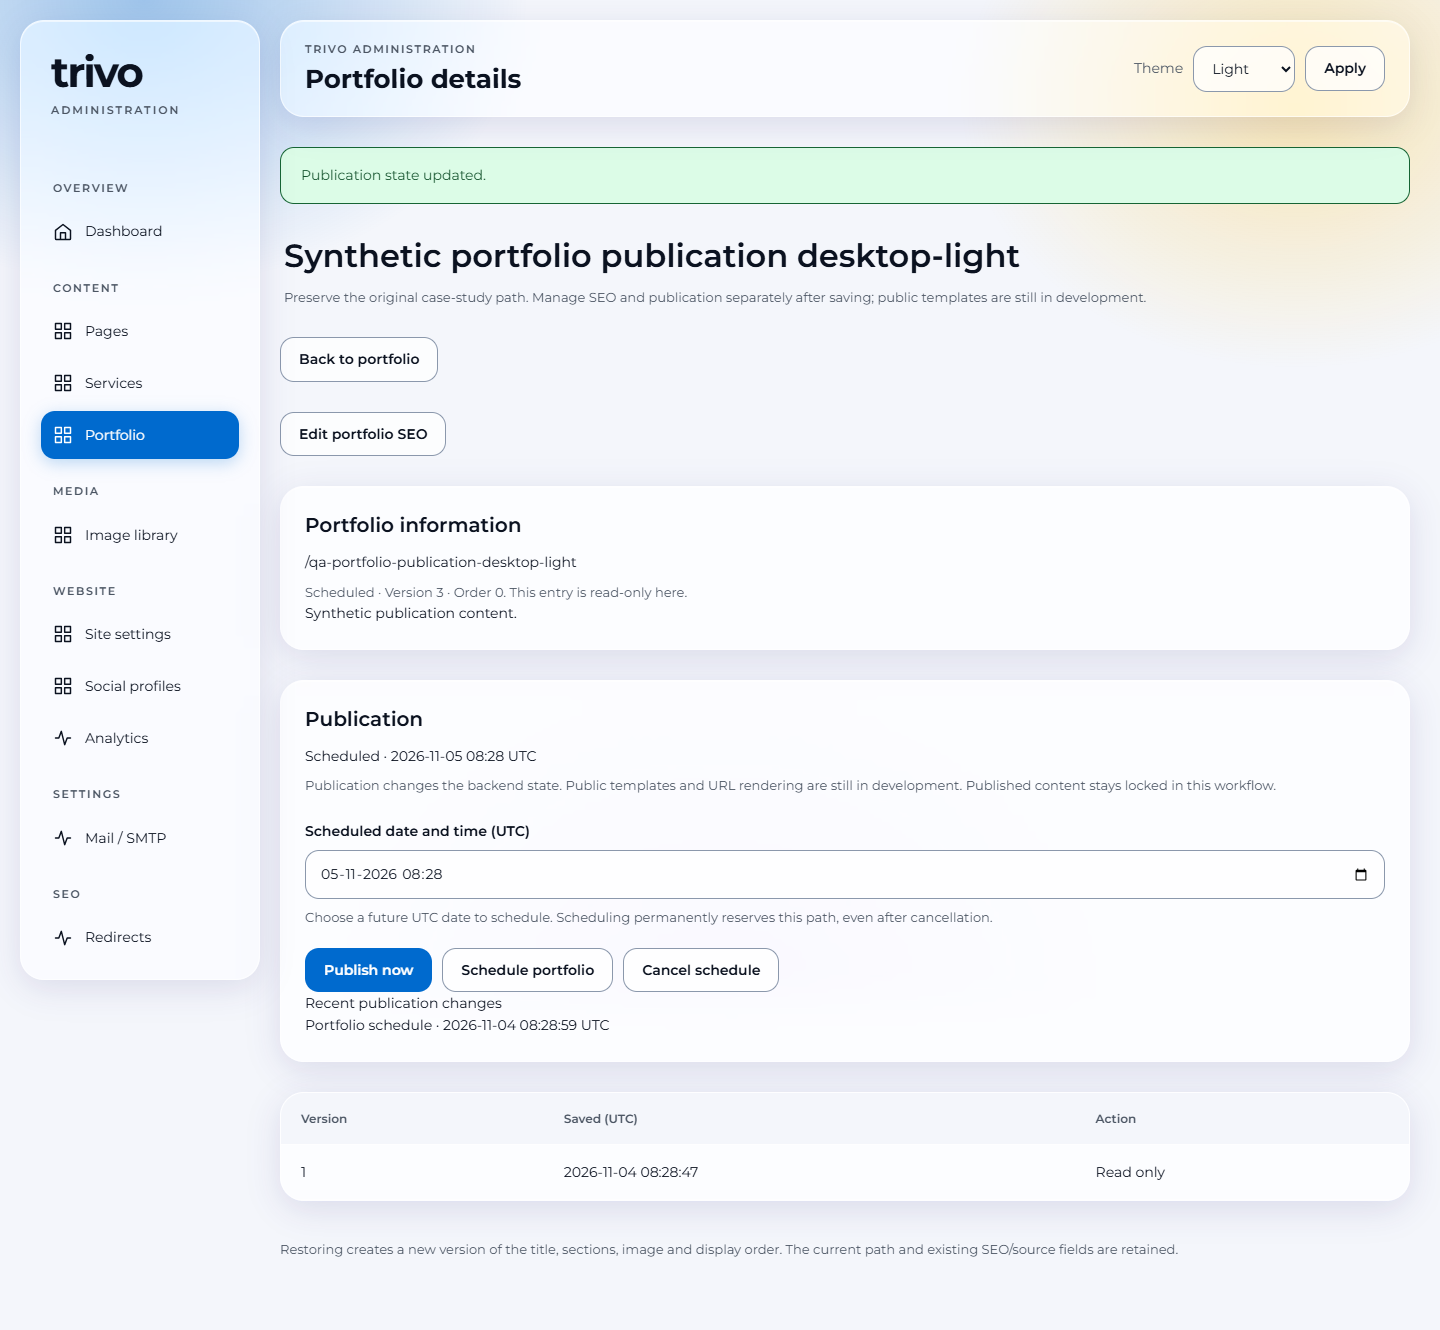 trivo
ADMINISTRATION
OVERVIEW
Dashboard
CONTENT
Pages
Services
Portfolio
MEDIA
Image library
WEBSITE
Site settings
Social profiles
Analytics
SETTINGS
Mail / SMTP
SEO
Redirects
TRIVO ADMINISTRATION
Portfolio details
Theme Light Apply
Publication state updated.
Synthetic portfolio publication desktop-light
Preserve the original case-study path. Manage SEO and publication separately after saving; public templates are still in development.
Back to portfolio
Edit portfolio SEO
Portfolio information
/qa-portfolio-publication-desktop-light
Scheduled · Version 3 · Order 0. This entry is read-only here.
Synthetic publication content.
Publication
Scheduled · 2026-11-05 08:28 UTC
Publication changes the backend state. Public templates and URL rendering are still in development. Published content stays locked in this workflow.
Scheduled date and time (UTC)
05-11-2026 08:28
Choose a future UTC date to schedule. Scheduling permanently reserves this path, even after cancellation.
Publish now Schedule portfolio Cancel schedule
Recent publication changes
Portfolio schedule · 2026-11-04 08:28:59 UTC
Version Saved (UTC) Action
1 2026-11-04 08:28:47 Read only
Restoring creates a new version of the title, sections, image and display order. The current path and existing SEO/source fields are retained.